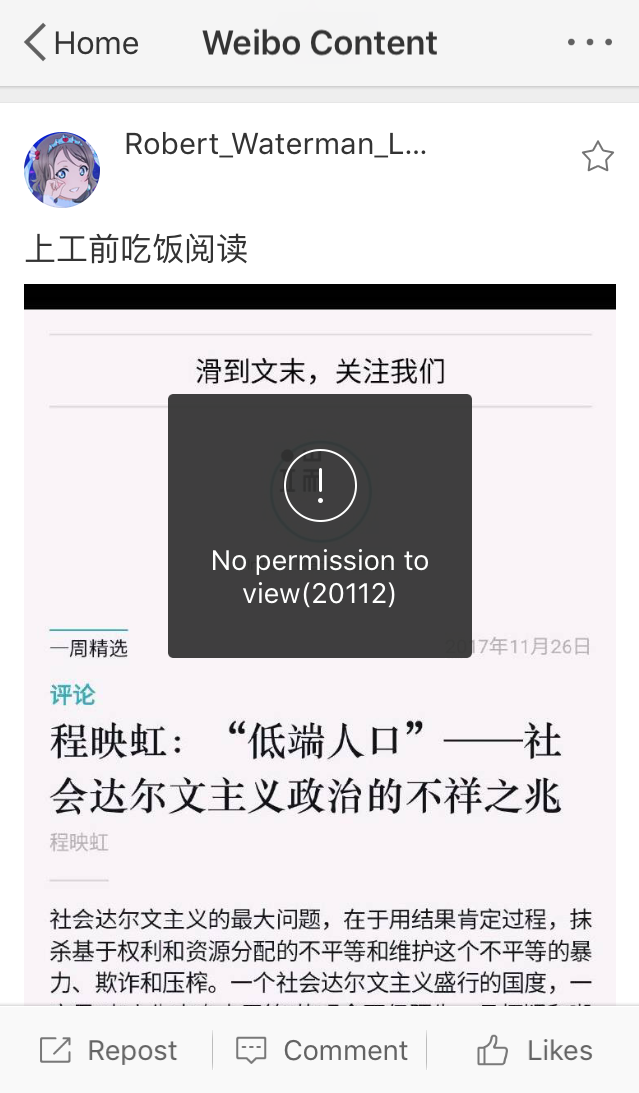 Home
Weibo Content
Robert_Waterman_L...
上工前吃饭阅读
滑到文末，关注我们
No permission to
view(20112)
一周精选
2017年11月26日
评论
程映虹：“低端人口”——社
会达尔文主义政治的不祥之兆
程映虹
社会达尔文主义的最大问题，在于用结果肯定过程，抹
杀基于权利和资源分配的不平等和维护这个不平等的暴
力、欺诈和压榨。一个社会达尔文主义盛行的国度，一
Repost
Comment
Likes